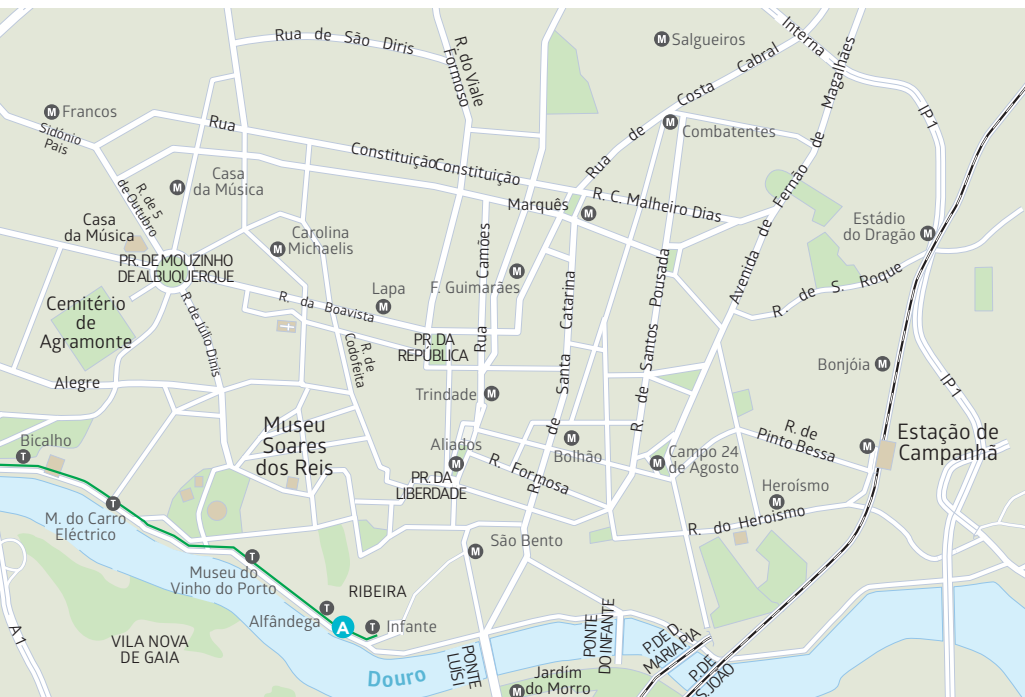 Rua de São Diris
R. do Viale
Formoso
M Salgueiros
Interna
Rua de Costa Cabral
Avenida de Fernão de Magalhães
IP 1
M Francos
Sidónio
Pais
Rua
Constituição
Constituição
M Combatentes
R. C. Malheiro Dias
Casa
da Música
M
R. de 5
de Outubro
Casa
da Música
Carolina
Michaelis
M
Marquês M
Estádio
do Dragão M
PR. DE MOUZINHO
DE ALBUQUERQUE
Cemitério
de
Agramonte
R. de Júlio Dinis
R. da Boavista
Lapa
M
F. Guimarães
M
Rua Camões
R. de Santa Catarina
R. de Santos Pousada
R. de S. Roque
R. de
Codofeita
PR. DA
REPÚBLICA
Bonjóia M
IP 1
Alegre
Trindade M
Museu
Soares
dos Reis
Aliados
M
Bolhão
M
R. Formosa
M Campo 24
de Agosto
R. de
Pinto Bessa
M
Estação de
Campanhã
Bicalho
T
PR. DA
LIBERDADE
Heroísmo
M
R. do Heroísmo
T
M. do Carro
Eléctrico
São Bento
M
T
Museu do
Vinho do Porto
RIBEIRA
T
Alfândega
A
T Infante
A 1
VILA NOVA
DE GAIA
Douro
PONTE
LUÍS I
PONTE
DO INFANTE
P. DE D.
MARIA PIA
P. DE
S. JOÃO
Jardim
do Morro
M